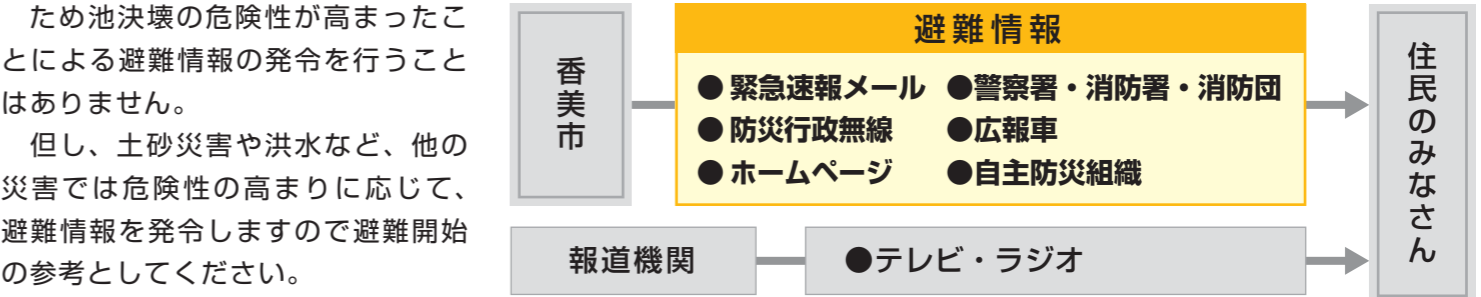 ため池決壊の危険性が高まったこ
とによる避難情報の発令を行うこと
はありません。
但し、土砂災害や洪水など、他の
災害では危険性の高まりに応じて、
避難情報を発令しますので避難開始
の参考としてください。
香美市
避難情報
●緊急速報メール ●警察署・消防署・消防団
●防災行政無線 ●広報車
●ホームページ ●自主防災組織
報道機関
●テレビ・ラジオ
住民のみなさん